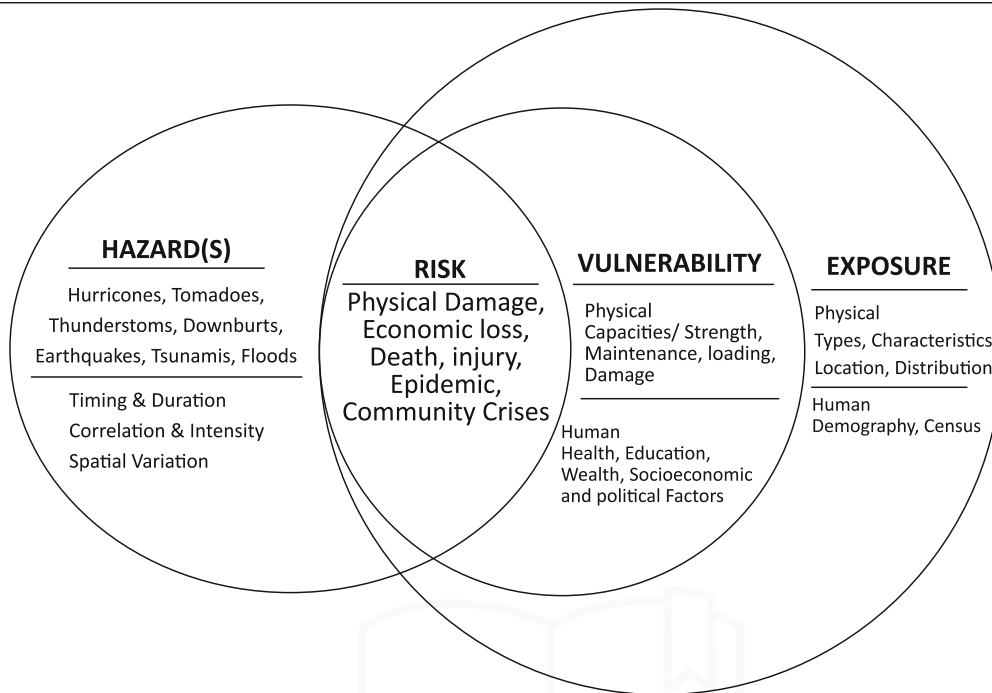 HAZARD(S)
Hurricones, Tomadoes,
Thunderstoms, Downburts,
Earthquakes, Tsunamis, Floods
Timing & Duration
Correlation & Intensity
Spatial Variation
RISK
Physical Damage,
Economic loss,
Death, injury,
Epidemic,
Community Crises
VULNERABILITY
Physical
Capacities/ Strength,
Maintenance, loading,
Damage
Human
Health, Education,
Wealth, Socioeconomic
and political Factors
EXPOSURE
Physical
Types, Characteristics
Location, Distribution
Human
Demography, Census